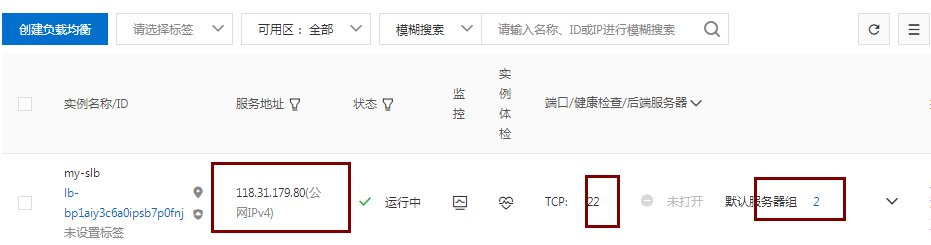 创建负载均衡 请选择标签 可用区： 全部 模糊搜索 请输入名称、ID或IP进行模糊搜索
实例名称/ID 服务地址 状态 监控 实例体检 端口/健康检查/后端服务器
my-slb
lb-
bp1aiy3c6a0ipsb7p0fnj
未设置标签
118.31.179.80(公
网IPv4)
运行中
TCP: 22
未打开
默认服务器组 2